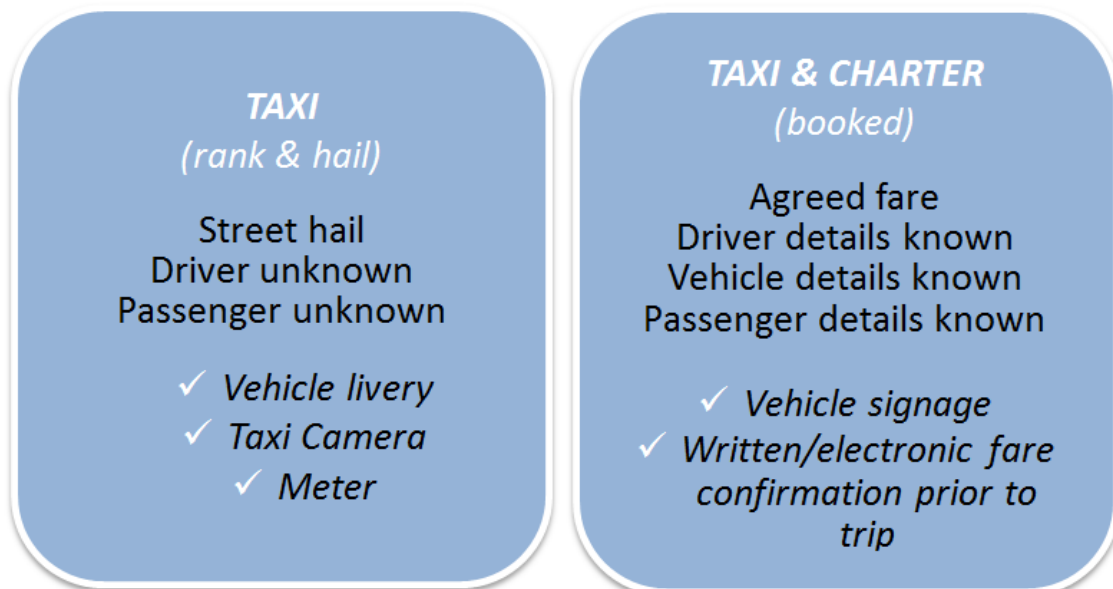 TAXI
(rank & hail)
Street hail
Driver unknown
Passenger unknown
✓ Vehicle livery
✓ Taxi Camera
✓ Meter
TAXI & CHARTER
(booked)
Agreed fare
Driver details known
Vehicle details known
Passenger details known
✓ Vehicle signage
✓ Written/electronic fare
confirmation prior to
trip